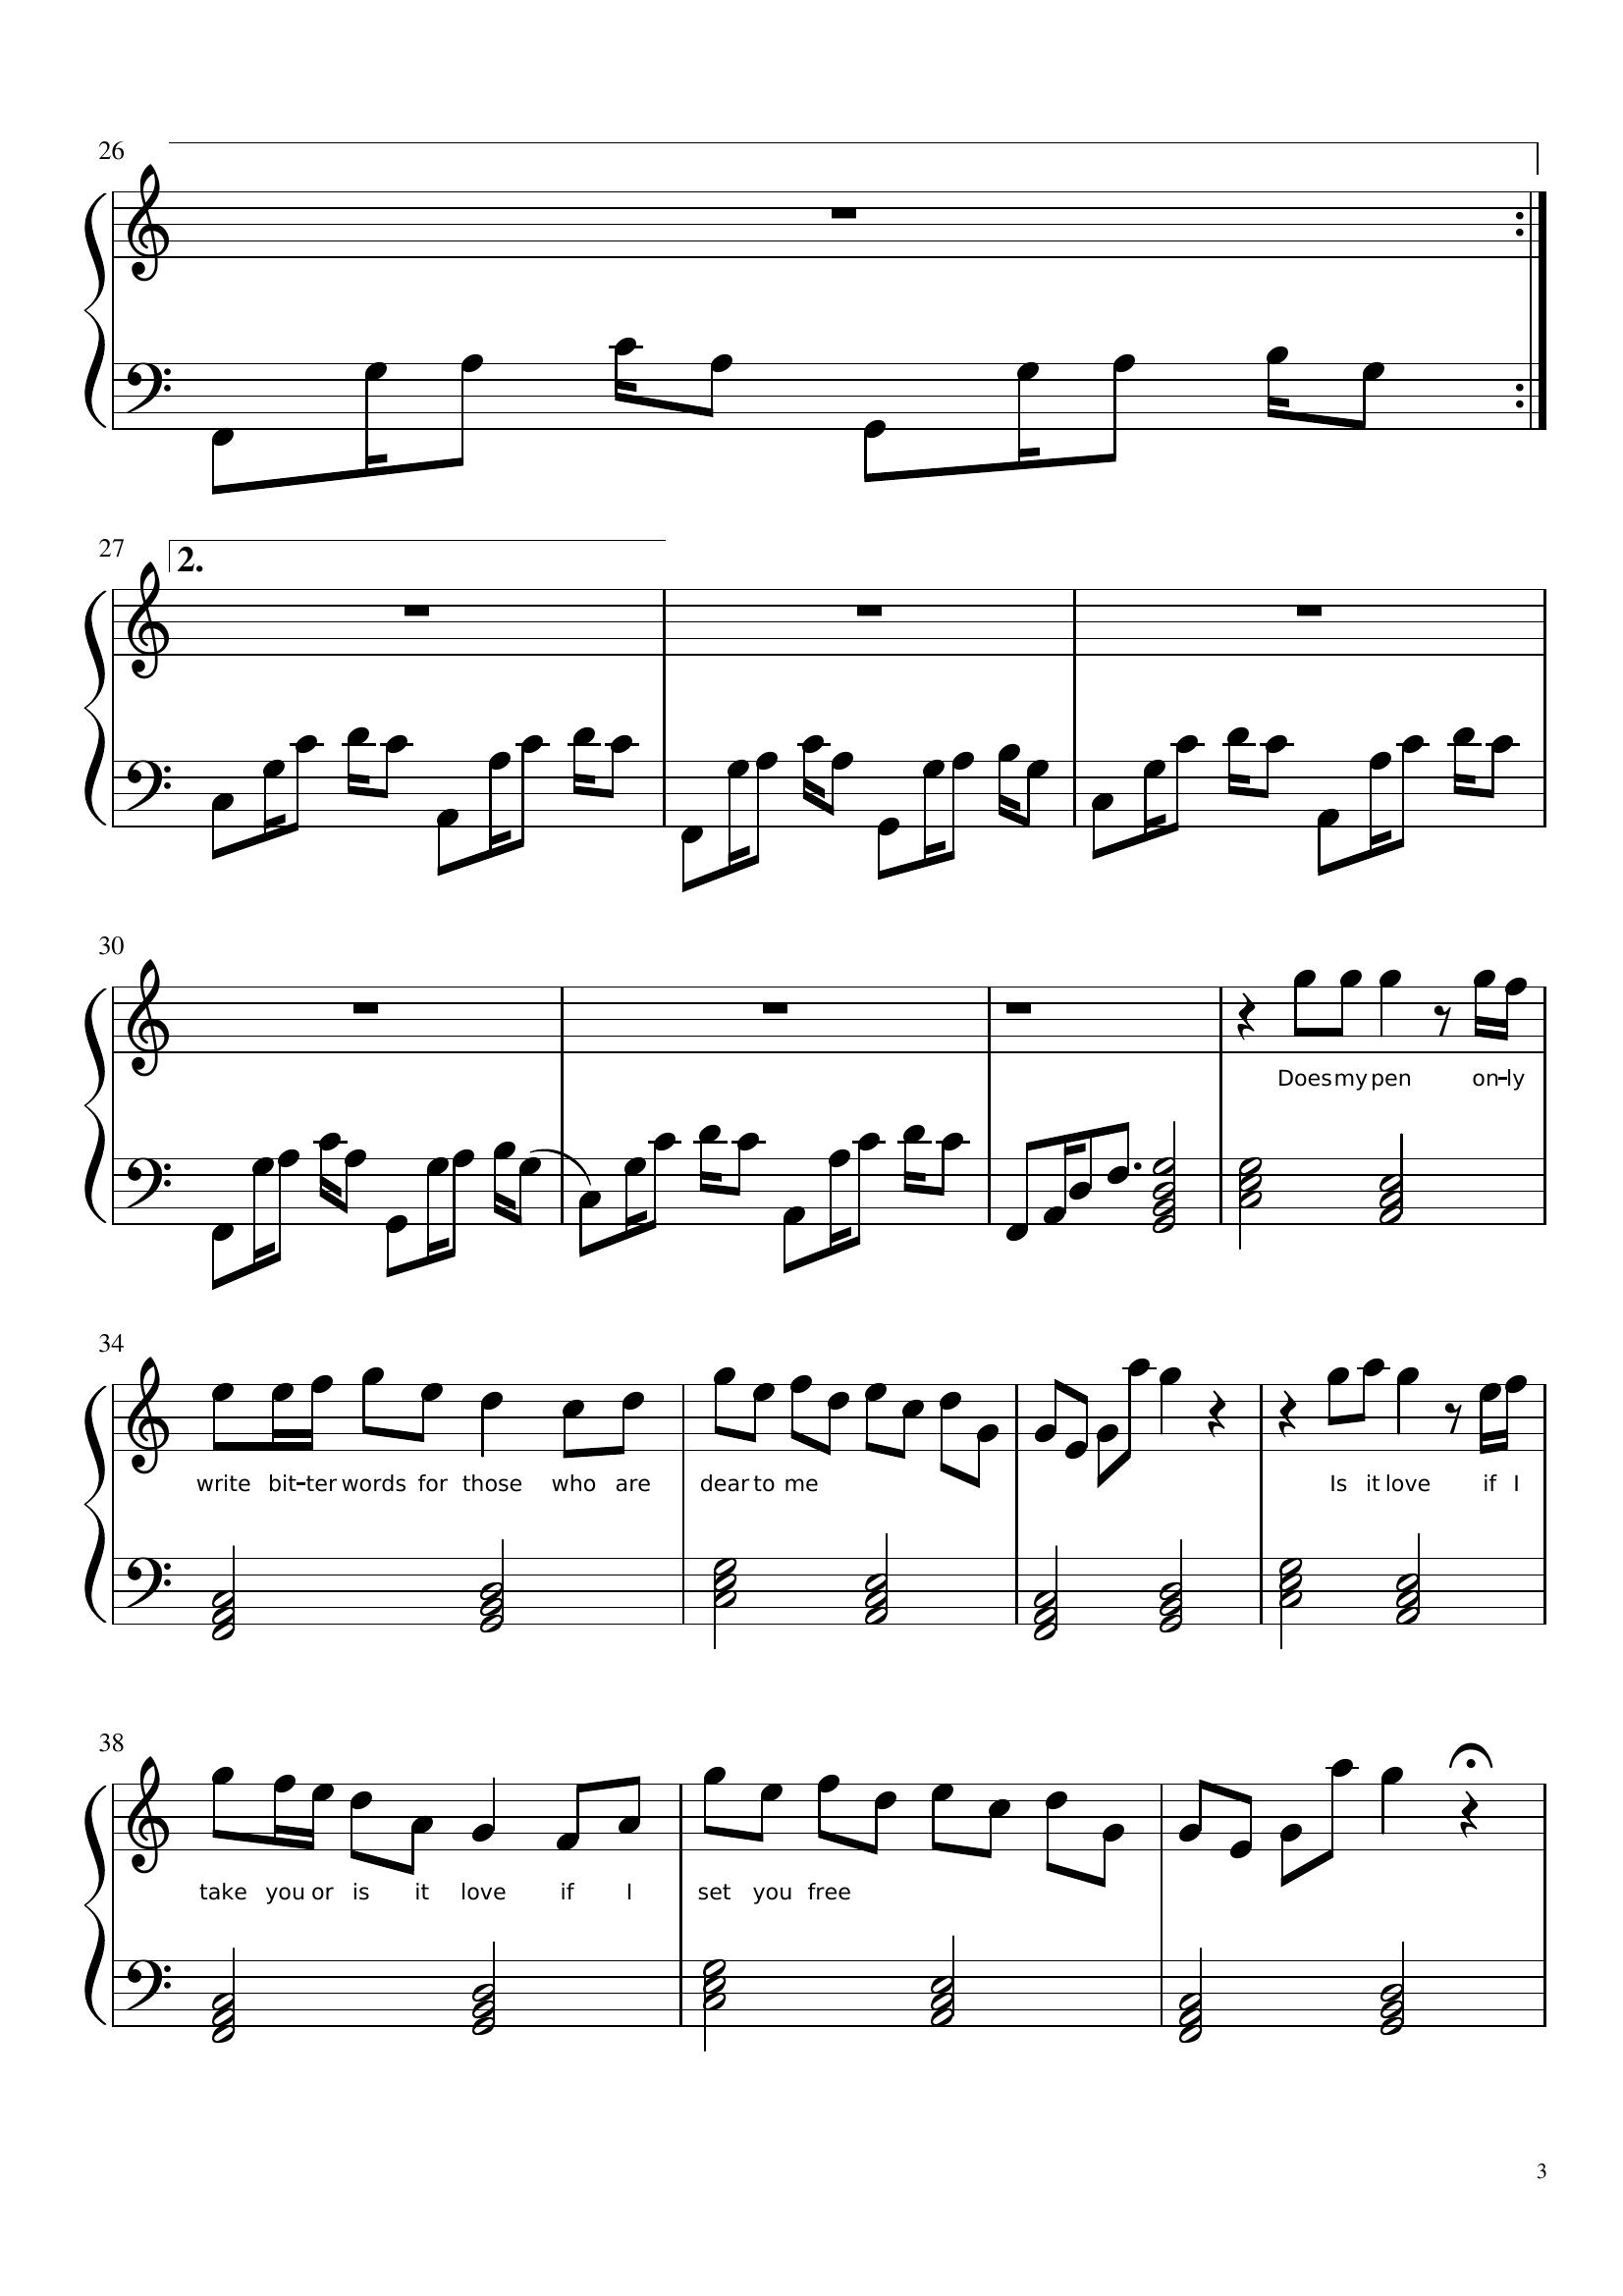 26
27
2.
30
Does my pen on-ly
34
write bit-ter words for those who are dear to me Is it love if I
38
take you or is it love if I set you free
3